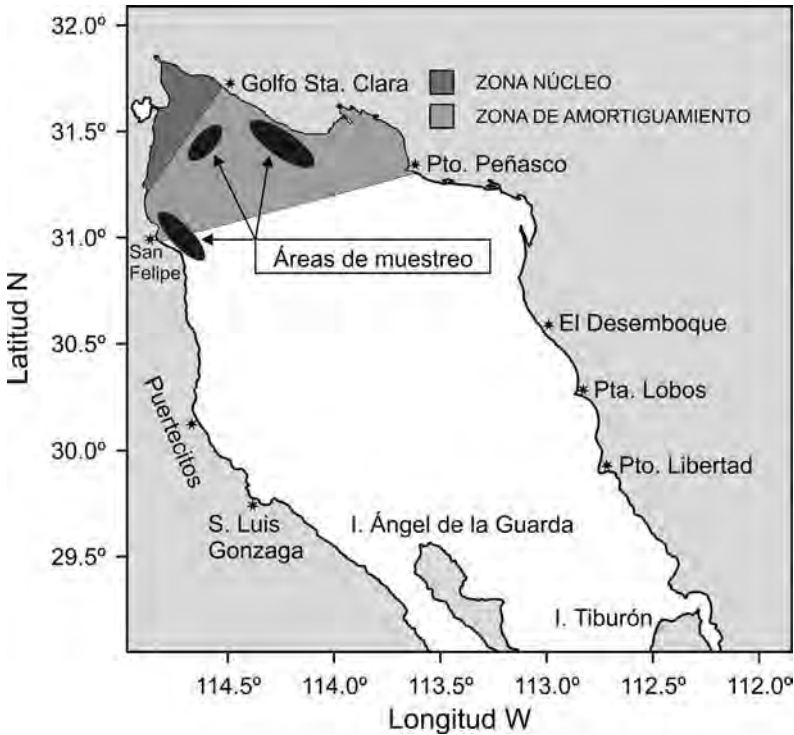 32.0º
31.5º
31.0º
30.5º
30.0º
29.5º
Latitud N
Golfo Sta. Clara
ZONA NÚCLEO
ZONA DE AMORTIGUAMIENTO
Pto. Peñasco
San
Felipe
Áreas de muestreo
El Desemboque
Puertecitos
Pta. Lobos
Pto. Libertad
S. Luis
Gonzaga
I. Ángel de la Guarda
I. Tiburón
114.5º
114.0º
113.5º
113.0º
112.5º
112.0º
Longitud W